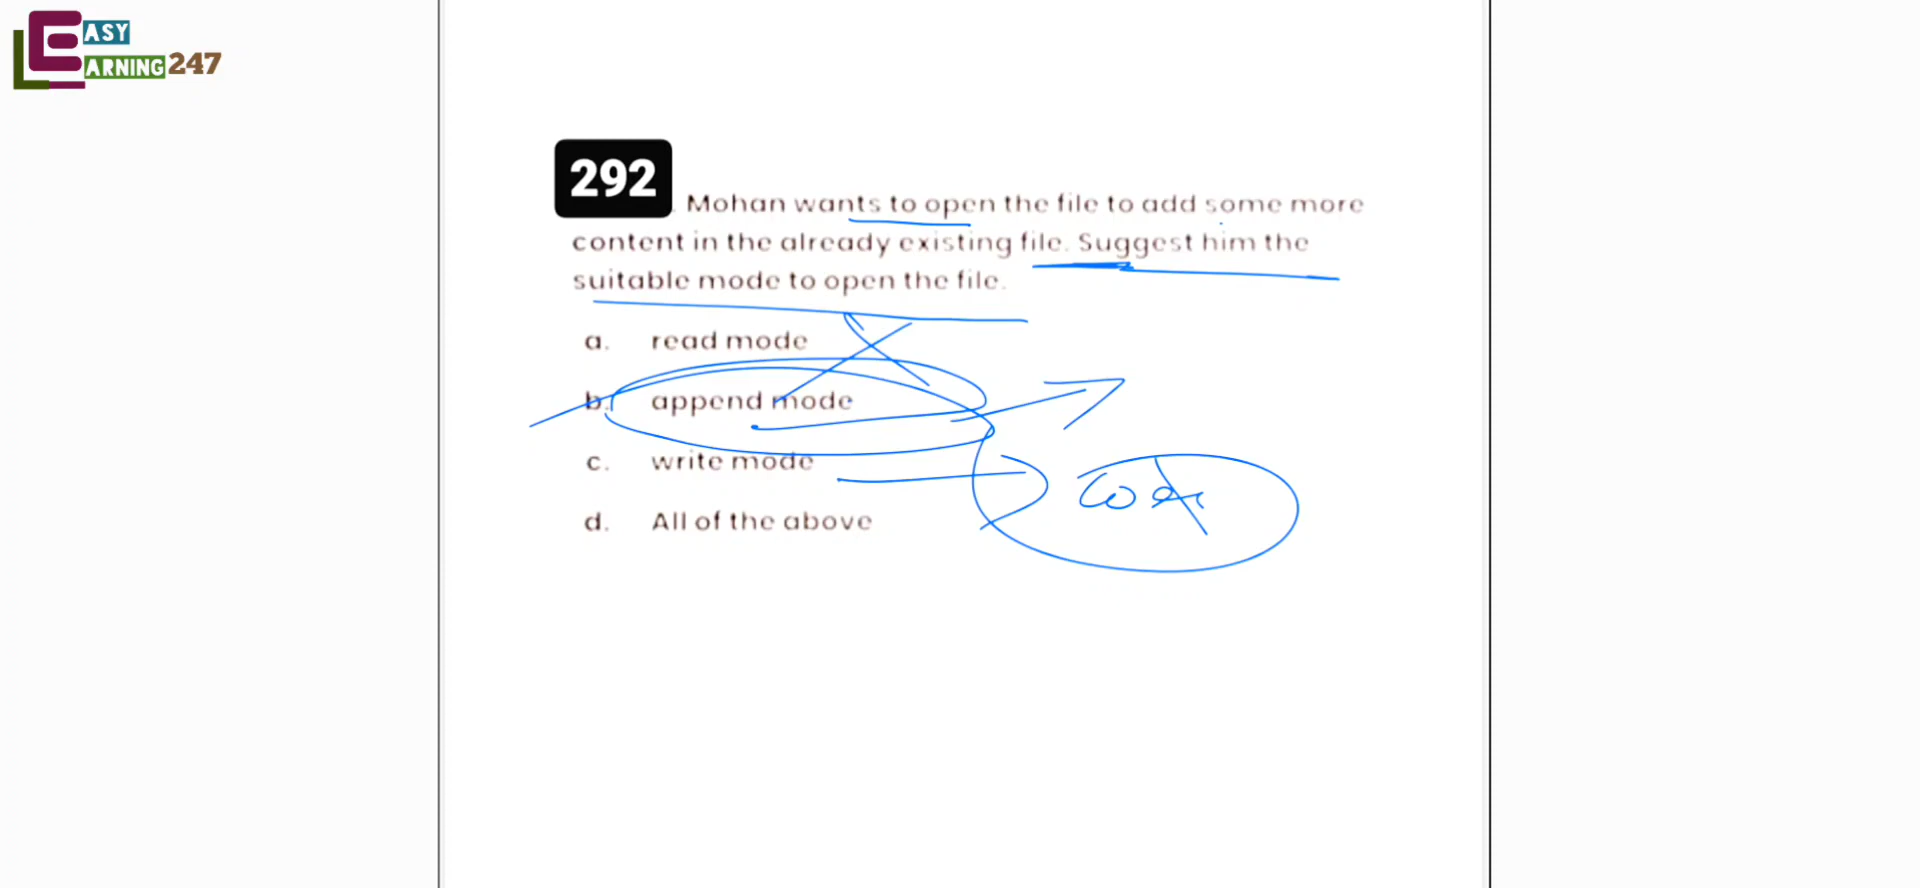 EASY
EARNING247
292
Mohan wants to open the file to add some more
content in the already existing file. Suggest him the
suitable mode to open the file.
a. read mode
b. append mode
c. write mode
d. All of the above